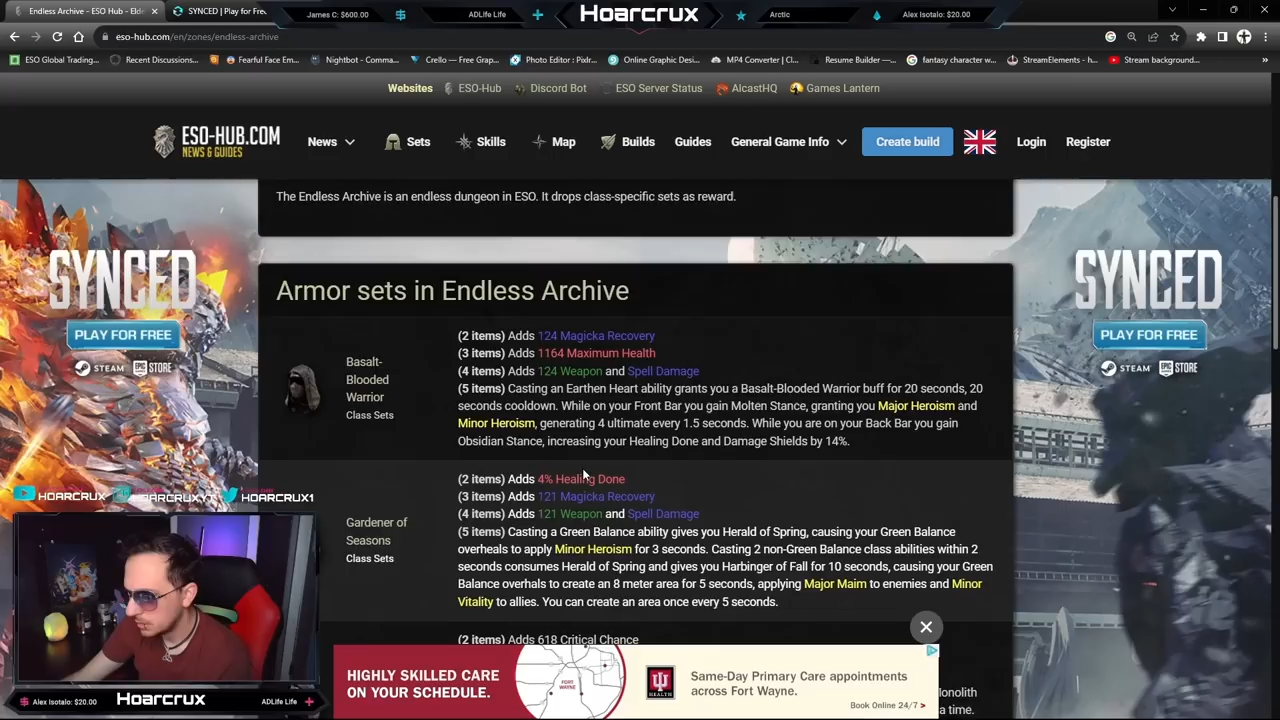 Endless Archive - ESO Hub - Elde
SYNCED | Play for Fre
James C: $600.00
ADLife Life
Hoarcrux
Arctic
Alex Isotalo: $20.00
eso-hub.com/en/zones/endless-archive
ESO Global Trading...
Recent Discussions...
Fearful Face Em...
Nightbot - Comma...
Crello — Free Grap...
Photo Editor : Pixlr...
Online Graphic Desi...
MP4 Converter | Cl...
Resume Builder —...
fantasy character w...
StreamElements - h...
Stream background...
Websites
ESO-Hub
Discord Bot
ESO Server Status
AlcastHQ
Games Lantern
ESO-HUB.COM
NEWS & GUIDES
News
Sets
Skills
Map
Builds
Guides
General Game Info
Create build
Login
Register
The Endless Archive is an endless dungeon in ESO. It drops class-specific sets as reward.
SYNCED
PLAY FOR FREE
STEAM
EPIC STORE
SYNCED
PLAY FOR FREE
STEAM
EPIC STORE
Armor sets in Endless Archive
Basalt-
Blooded
Warrior
Class Sets
(2 items) Adds 124 Magicka Recovery
(3 items) Adds 1164 Maximum Health
(4 items) Adds 124 Weapon and Spell Damage
(5 items) Casting an Earthen Heart ability grants you a Basalt-Blooded Warrior buff for 20 seconds, 20
seconds cooldown. While on your Front Bar you gain Molten Stance, granting you Major Heroism and
Minor Heroism, generating 4 ultimate every 1.5 seconds. While you are on your Back Bar you gain
Obsidian Stance, increasing your Healing Done and Damage Shields by 14%.
Gardener of
Seasons
Class Sets
(2 items) Adds 4% Healing Done
(3 items) Adds 121 Magicka Recovery
(4 items) Adds 121 Weapon and Spell Damage
(5 items) Casting a Green Balance ability gives you Herald of Spring, causing your Green Balance
overheals to apply Minor Heroism for 3 seconds. Casting 2 non-Green Balance class abilities within 2
seconds consumes Herald of Spring and gives you Harbinger of Fall for 10 seconds, causing your Green
Balance overhals to create an 8 meter area for 5 seconds, applying Major Maim to enemies and Minor
Vitality to allies. You can create an area once every 5 seconds.
(2 items) Adds 618 Critical Chance
Monolith
a time.
HOARCRUX
HOARCRUXYT
HOARCRUX1
HIGHLY SKILLED CARE
ON YOUR SCHEDULE.
FORT
WAYNE
HEALTH
Same-Day Primary Care appointments
across Fort Wayne.
Book Online 24/7 >
Alex Isotalo: $20.00
Hoarcrux
ADLife Life